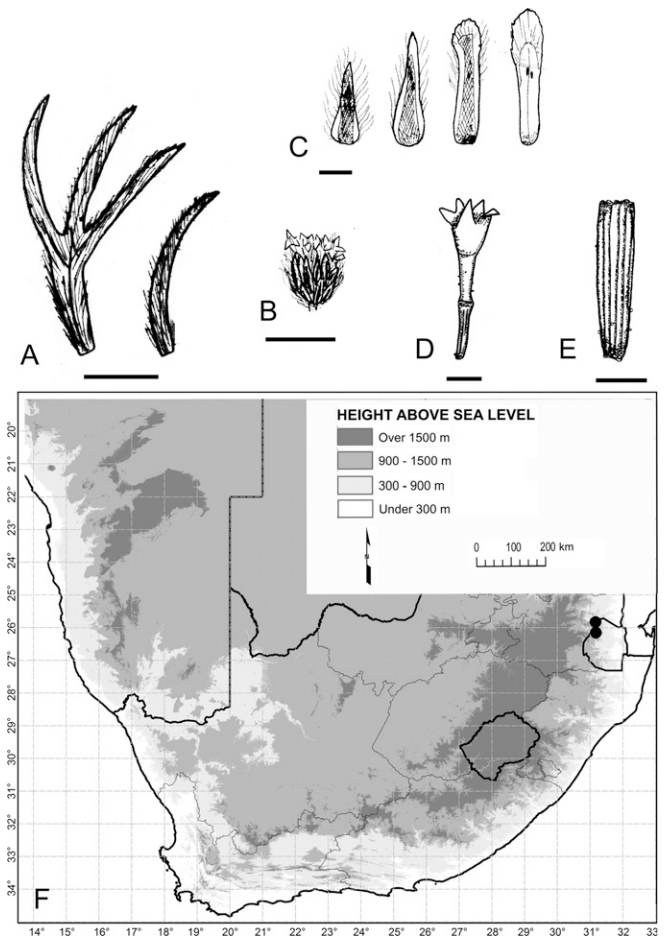 C
A
B
D
E
HEIGHT ABOVE SEA LEVEL
Over 1500 m
900 - 1500 m
300 - 900 m
Under 300 m
0 100 200 km
20°
21°
22°
23°
24°
25°
26°
27°
28°
29°
30°
31°
32°
33°
34°
F
14° 15° 16° 17° 18° 19° 20° 21° 22° 23° 24° 25° 26° 27° 28° 29° 30° 31° 32° 33